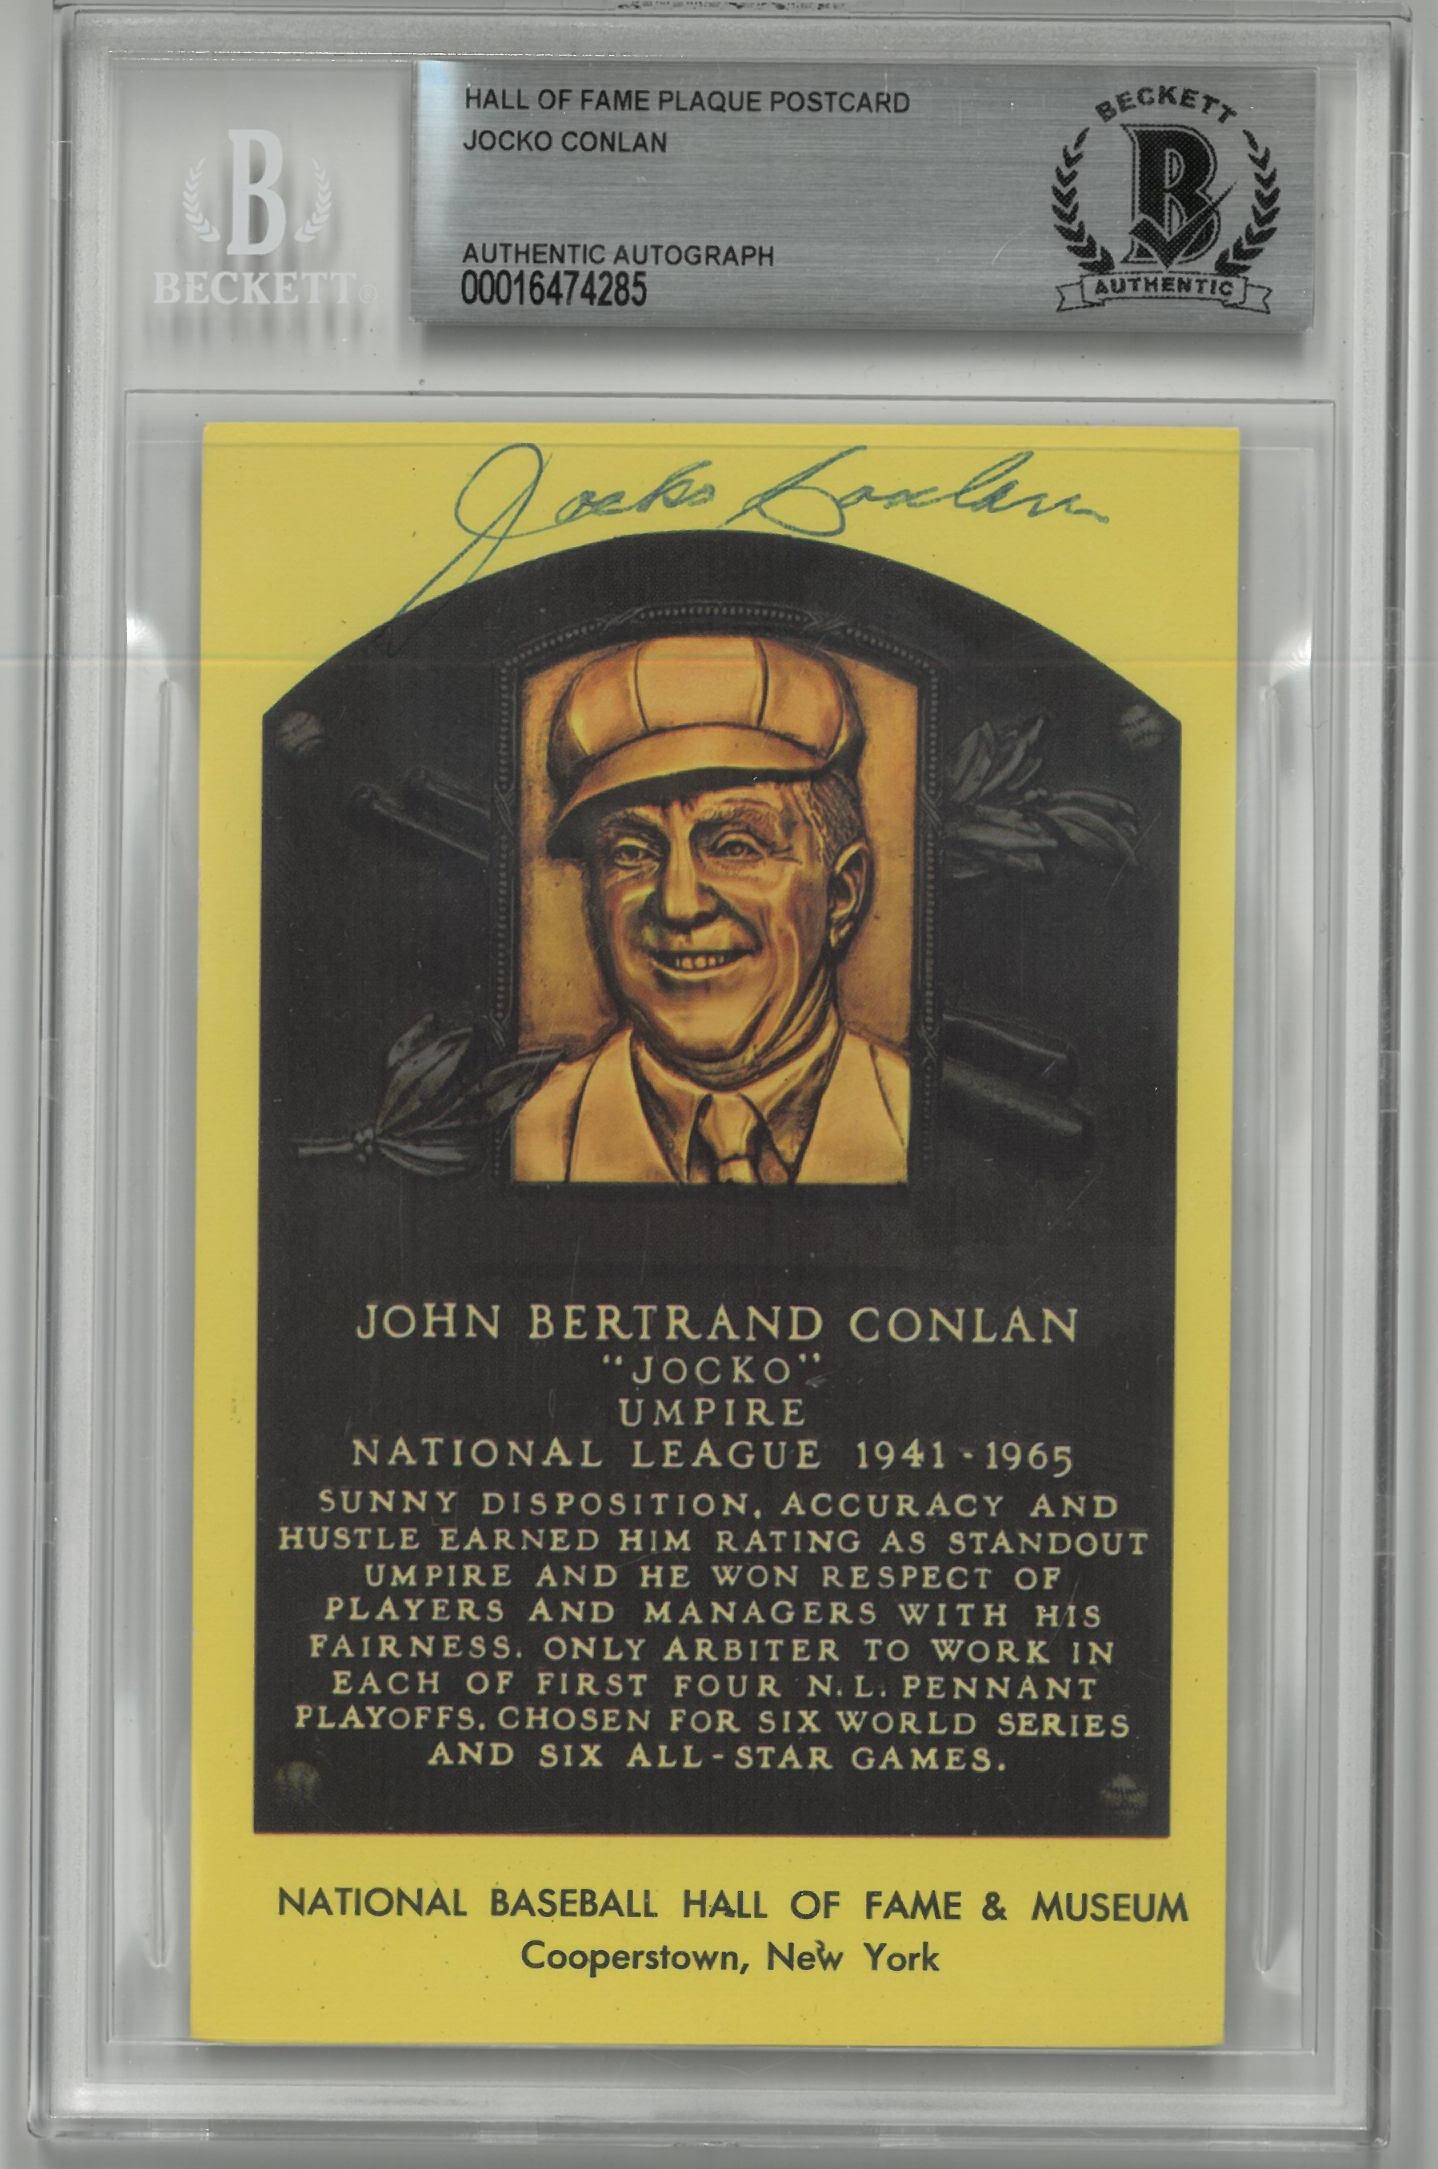 HALL OF FAME PLAQUE POSTCARD
JOCKO CONLAN
AUTHENTIC AUTOGRAPH
00016474285
B
BECKETT
BECKETT
B
AUTHENTIC
Jocko Conlan
JOHN BERTRAND CONLAN
"JOCKO"
UMPIRE
NATIONAL LEAGUE 1941-1965
SUNNY DISPOSITION, ACCURACY AND
HUSTLE EARNED HIM RATING AS STANDOUT
UMPIRE AND HE WON RESPECT OF
PLAYERS AND MANAGERS WITH HIS
FAIRNESS. ONLY ARBITER TO WORK IN
EACH OF FIRST FOUR N.L. PENNANT
PLAYOFFS. CHOSEN FOR SIX WORLD SERIES
AND SIX ALL-STAR GAMES.
NATIONAL BASEBALL HALL OF FAME & MUSEUM
Cooperstown, New York